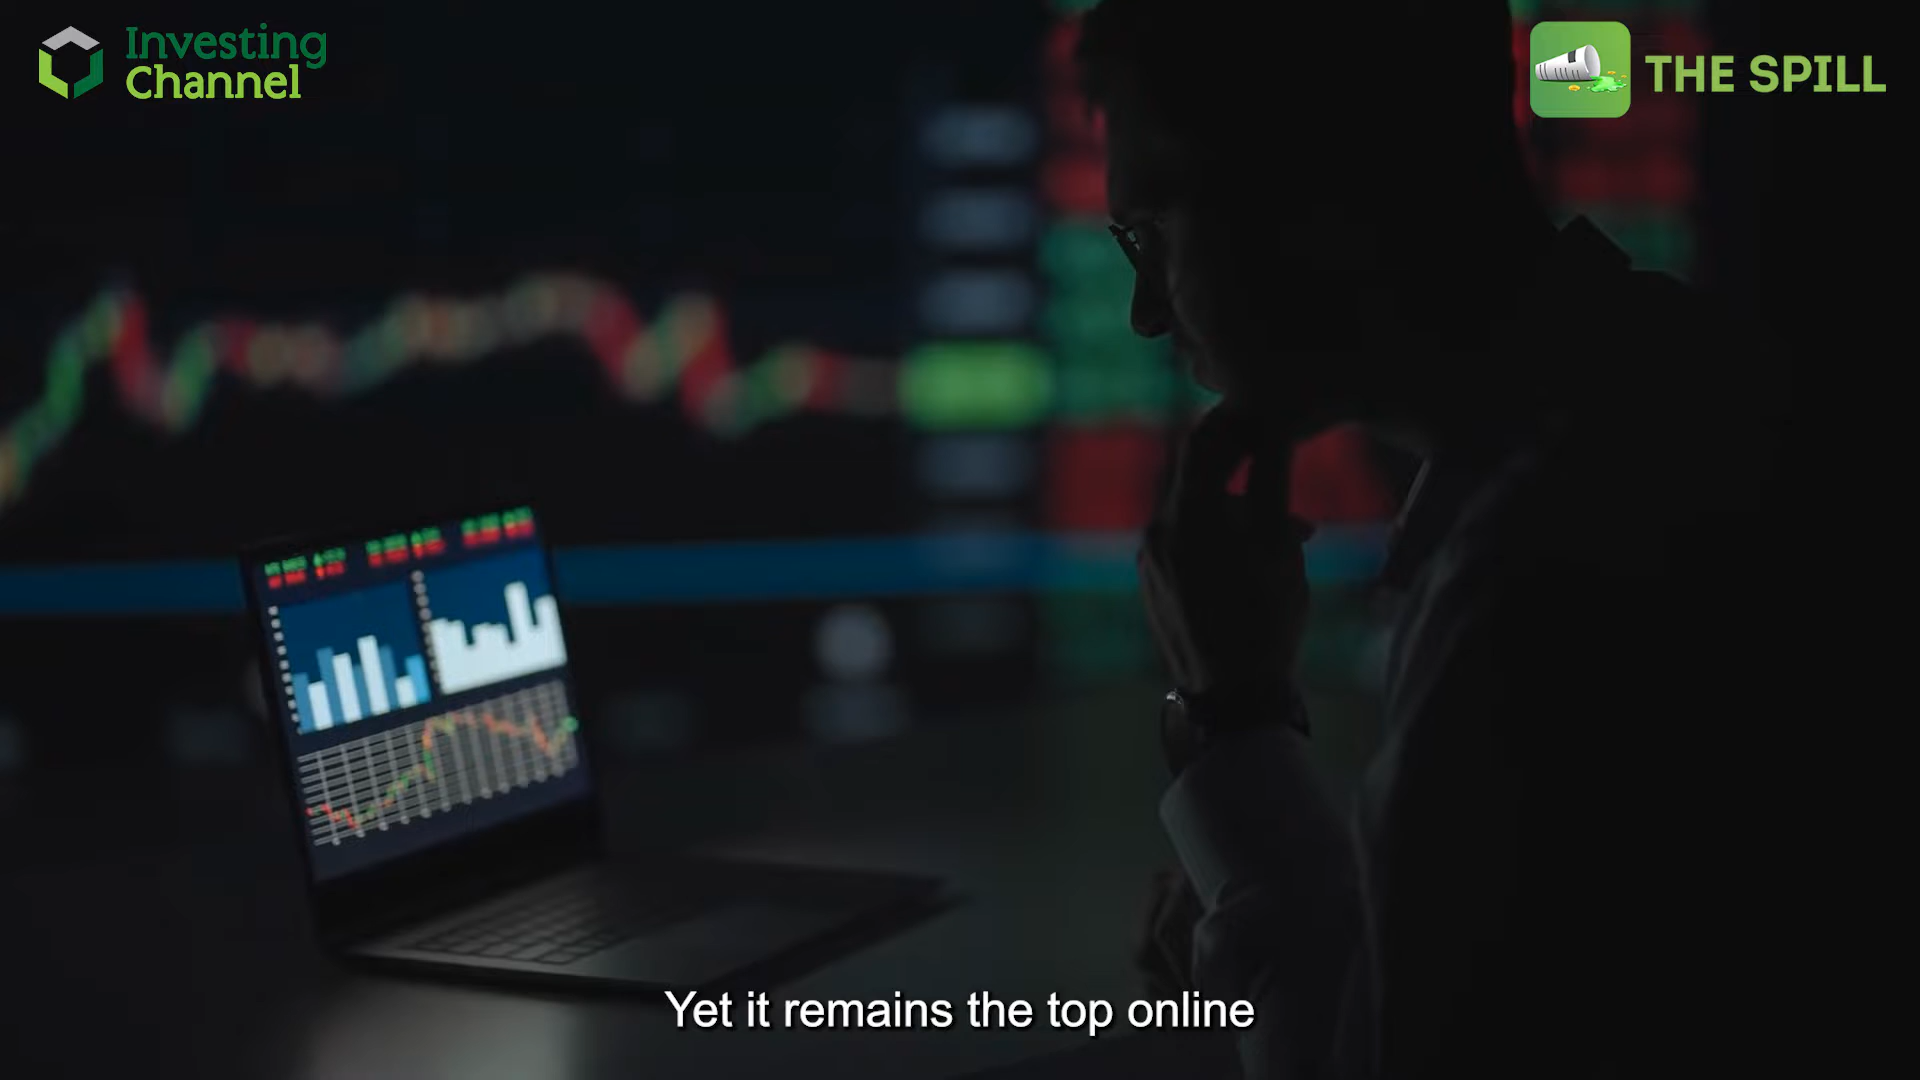 Investing
Channel
THE SPILL
Yet it remains the top online